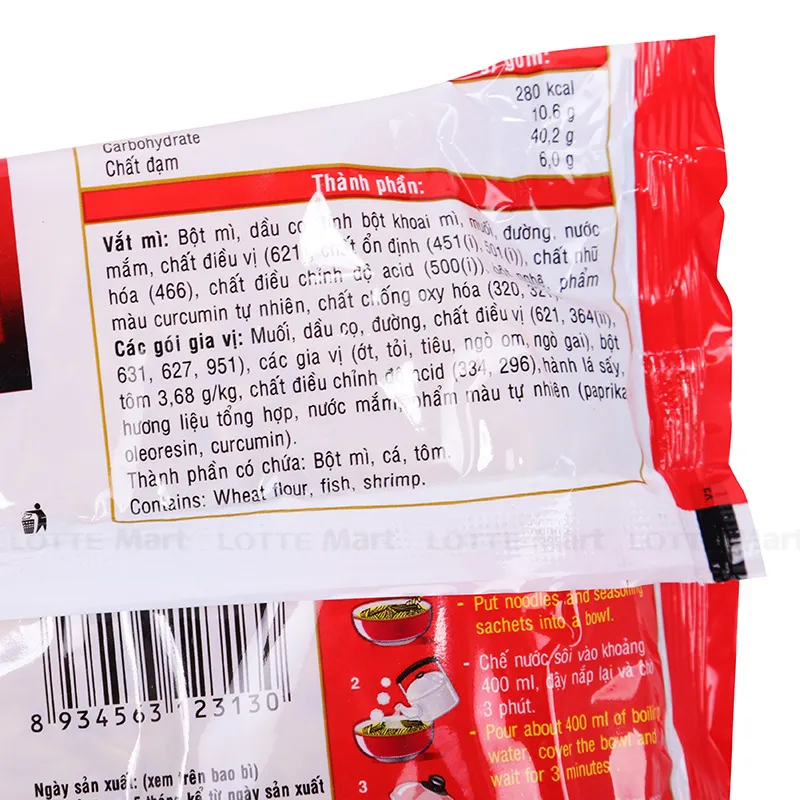 280 kcal
10,6 g
Carbohydrate 40,2 g
Chất đạm 6,0 g
Thành phần:
Vắt mì: Bột mì, dầu cọ, bột khoai mì, muối, đường, nước
mắm, chất điều vị (621), chất ổn định (451(i), 501(i)), chất nhũ
hóa (466), chất điều chỉnh độ acid (500(i)), nghệ, phẩm
màu curcumin tự nhiên, chất chống oxy hóa (320,
Các gói gia vị: Muối, dầu cọ, đường, chất điều vị (621, 364(ii),
631, 627, 951), các gia vị (ớt, tỏi, tiêu, ngò om, ngò gai), bột
tôm 3,68 g/kg, chất điều chỉnh độ acid (334, 296), hành lá sấy,
hương liệu tổng hợp, nước mắm, phẩm màu tự nhiên (paprika
oleoresin, curcumin).
Thành phần có chứa: Bột mì, cá, tôm.
Contains: Wheat flour, fish, shrimp.
LOTTE Mart LOTTE Mart LOTTE Mart LOTTE Mart
- Put noodles and seasoning
sachets into a bowl.
2
- Chế nước sôi vào khoảng
400 ml, đậy nắp lại và chờ
3 phút.
- Pour about 400 ml of boiling
water, cover the bowl and
wait for 3 minutes.
3
8 934563 123130
Ngày sản xuất: (xem trên bao bì)
5 tháng kể từ ngày sản xuất